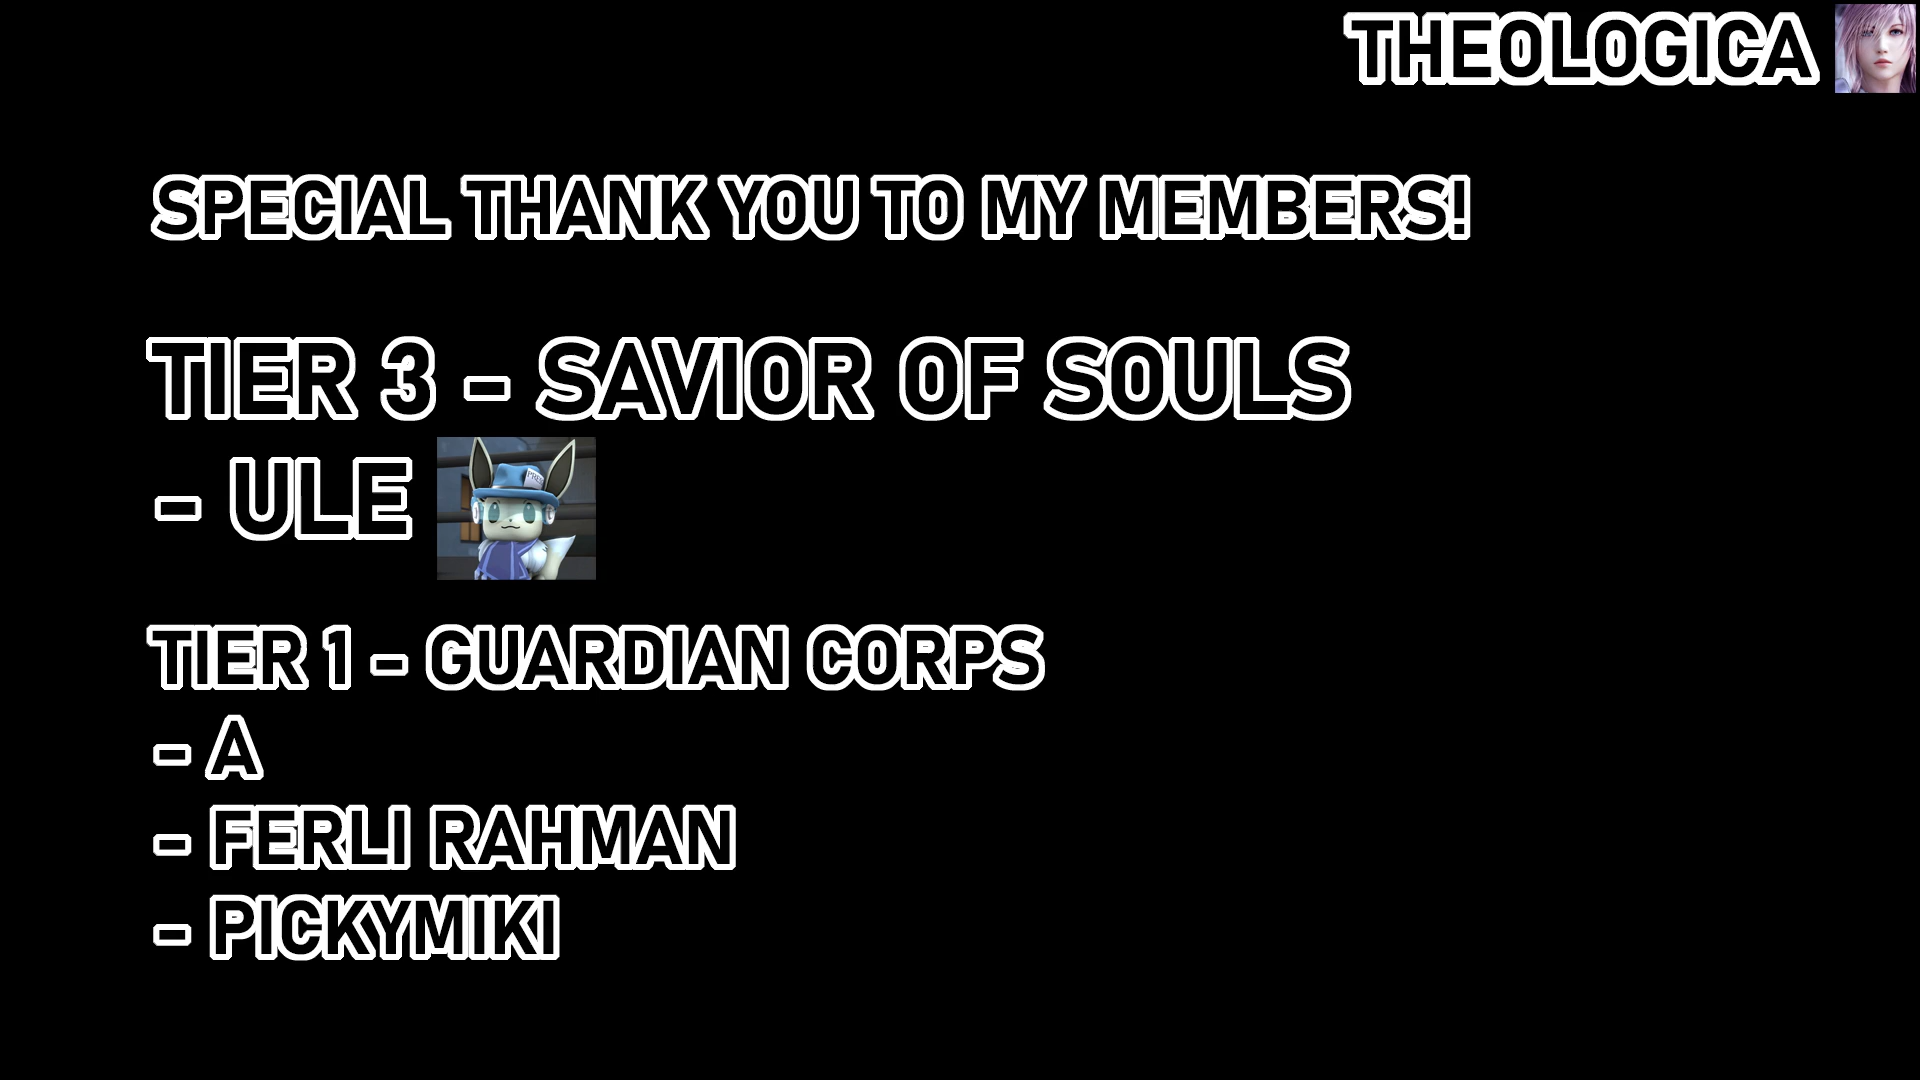 THEOLOGICA
SPECIAL THANK YOU TO MY MEMBERS!
TIER 3 - SAVIOR OF SOULS
- ULE
TIER 1 - GUARDIAN CORPS
- A
- FERLI RAHMAN
- PICKYMIKI